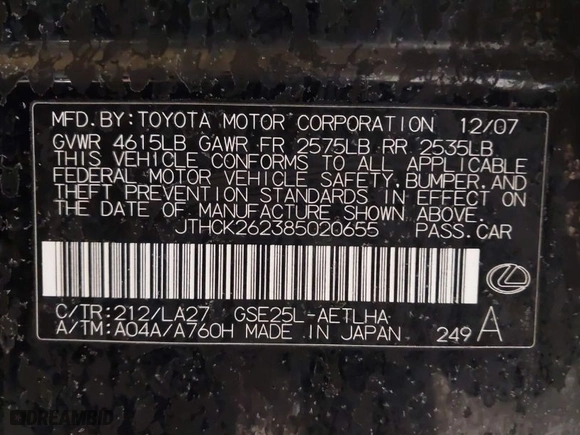 MFD.BY:TOYOTA MOTOR CORPORATION 12/07
GVWR 4615LB GAWR FR 2575LB RR 2535LB
THIS VEHICLE CONFORMS TO ALL APPLICABLE
FEDERAL MOTOR VEHICLE SAFETY,BUMPER,AND
THEFT PREVENTION STANDARDS IN EFFECT ON
THE DATE OF MANUFACTURE SHOWN ABOVE.
JTHCK262385020655 PASS.CAR
C/TR:212/LA27 GSE25L-AETLHA
A/TM:A04A/A760H MADE IN JAPAN 249 A
DREAMBID